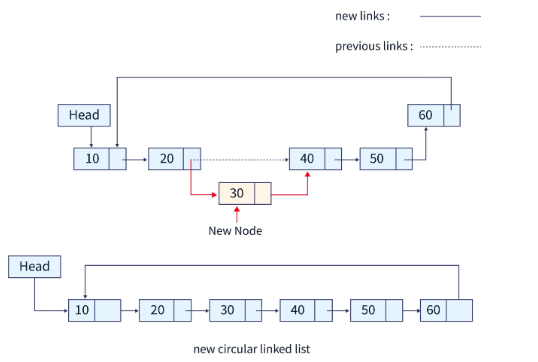 new links :
previous links :
60
Head
10
20
40
50
30
New Node
Head
10
20
30
40
50
60
new circular linked list